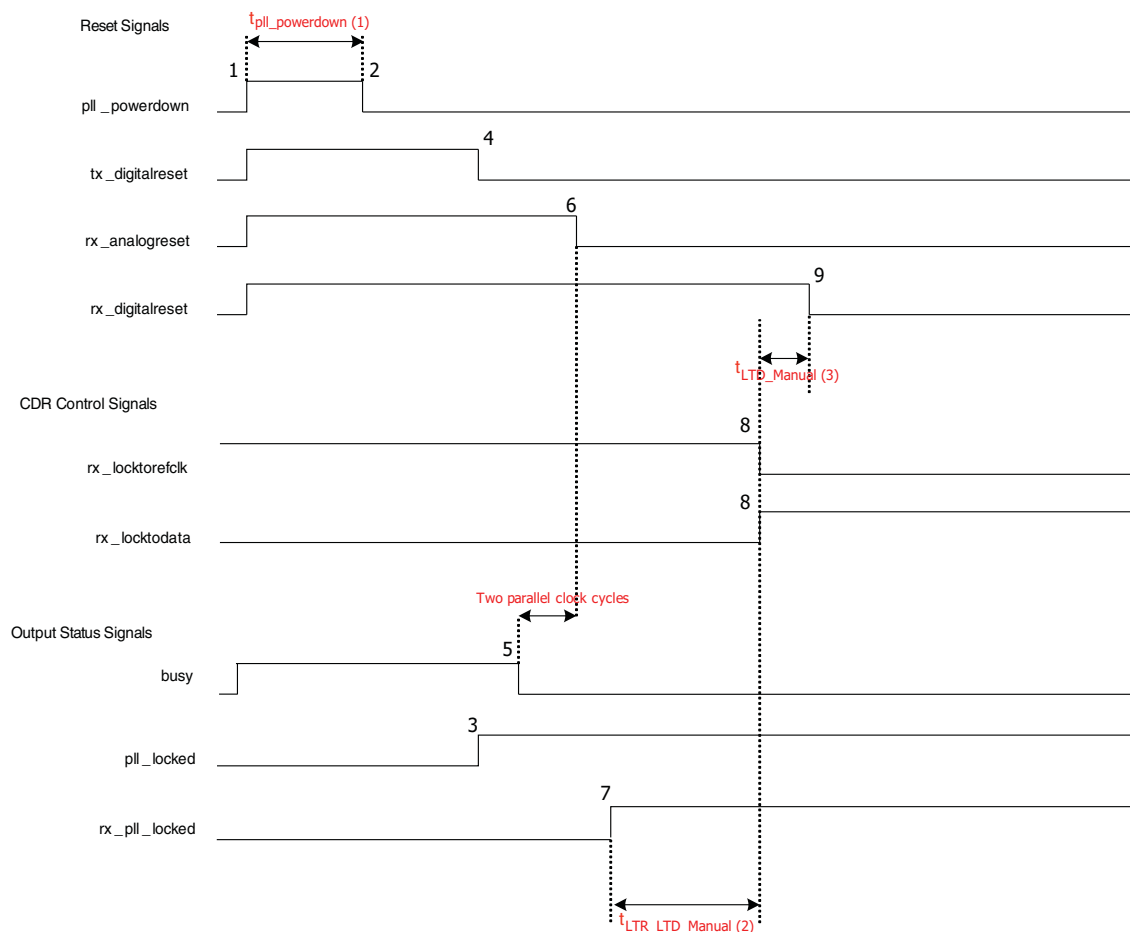 Reset Signals
tpll_powerdown (1)
1
2
pll _powerdown
4
tx _digitalreset
6
rx _analogreset
9
rx _digitalreset
tLTD_Manual (3)
CDR Control Signals
8
rx _locktorefclk
8
rx _locktodata
Two parallel clock cycles
Output Status Signals
5
busy
3
pll _locked
7
rx _pll _locked
tLTR_LTD_Manual (2)